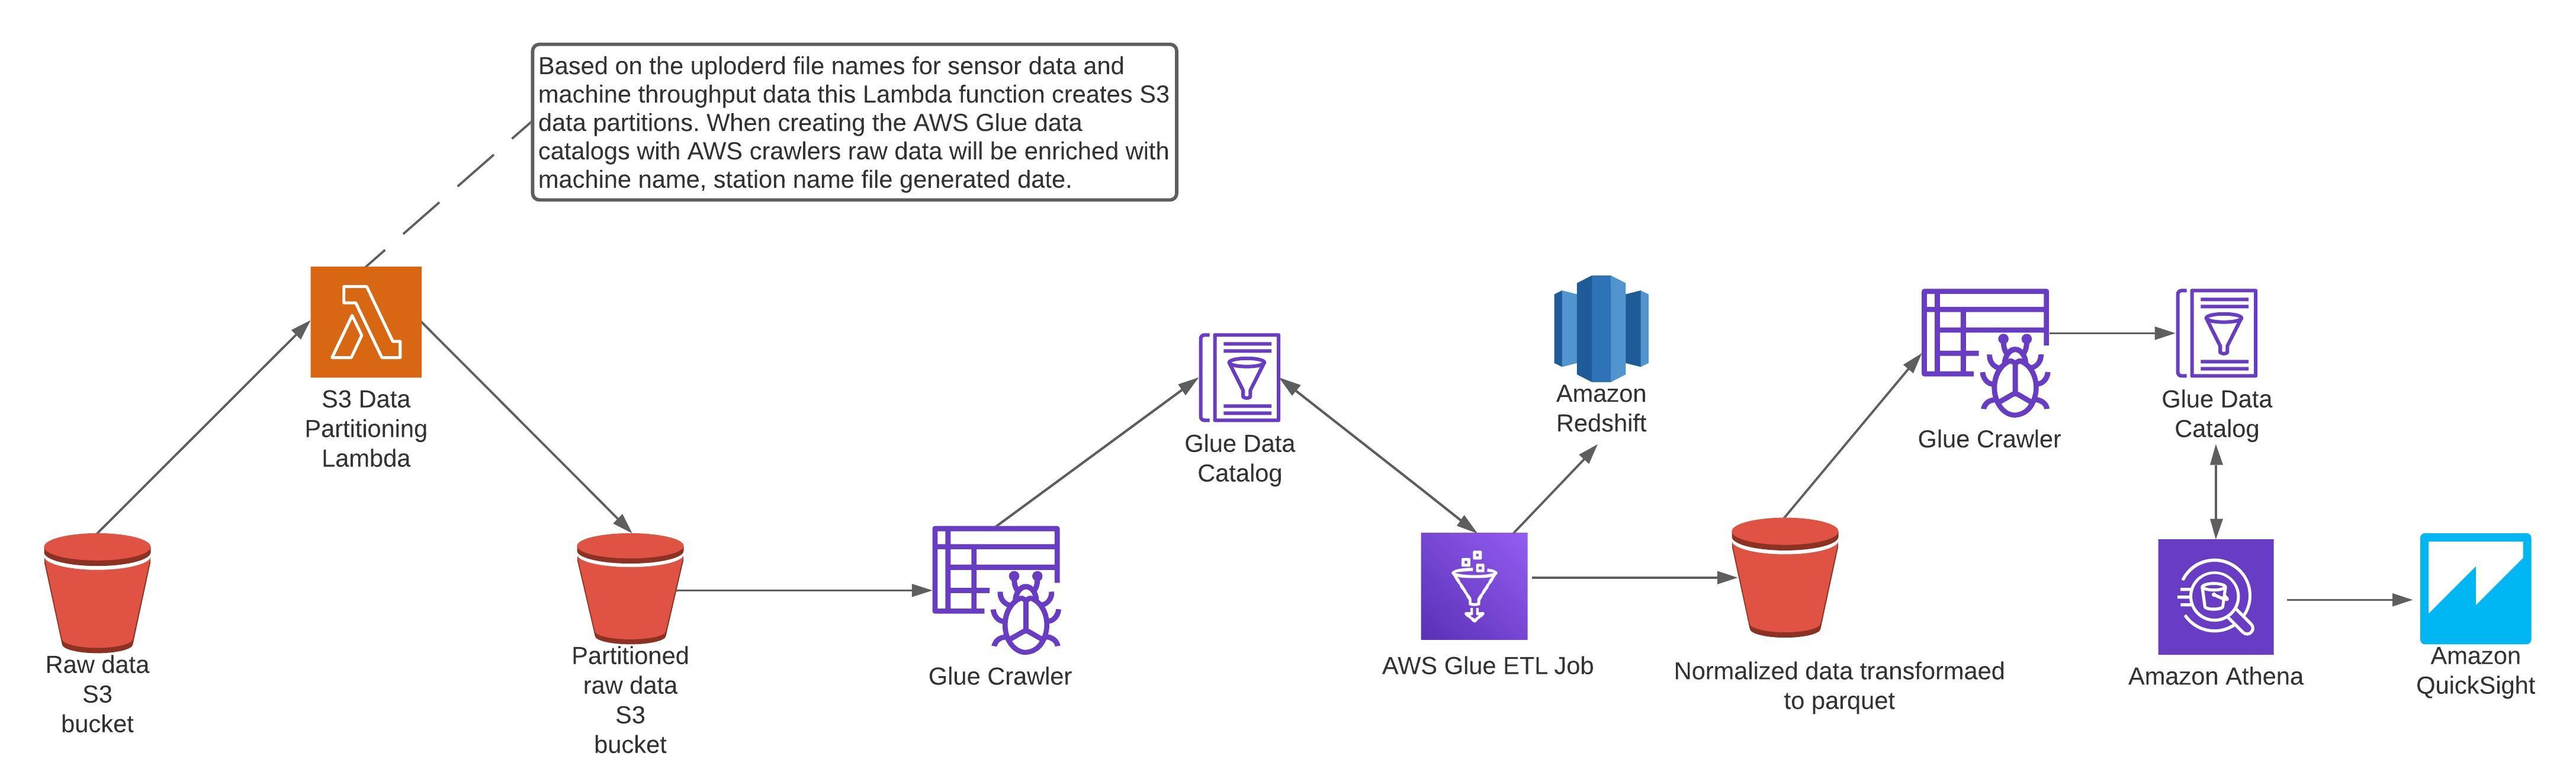 Based on the uploderd file names for sensor data and
machine throughput data this Lambda function creates S3
data partitions. When creating the AWS Glue data
catalogs with AWS crawlers raw data will be enriched with
machine name, station name file generated date.
S3 Data
Partitioning
Lambda
Raw data
S3
bucket
Partitioned
raw data
S3
bucket
Glue Crawler
Glue Data
Catalog
AWS Glue ETL Job
Amazon
Redshift
Normalized data transformaed
to parquet
Glue Crawler
Glue Data
Catalog
Amazon Athena
Amazon
QuickSight